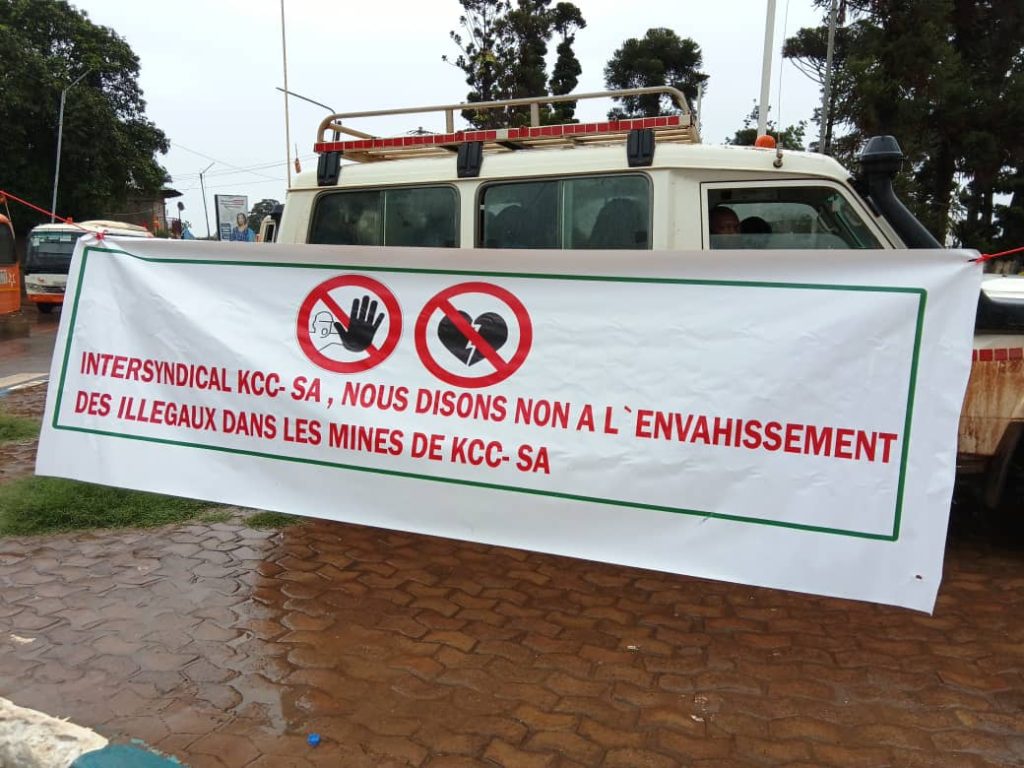 INTERSYNDICAL KCC- SA , NOUS DISONS NON A L`ENVAHISSEMENT
DES ILLEGAUX DANS LES MINES DE KCC- SA